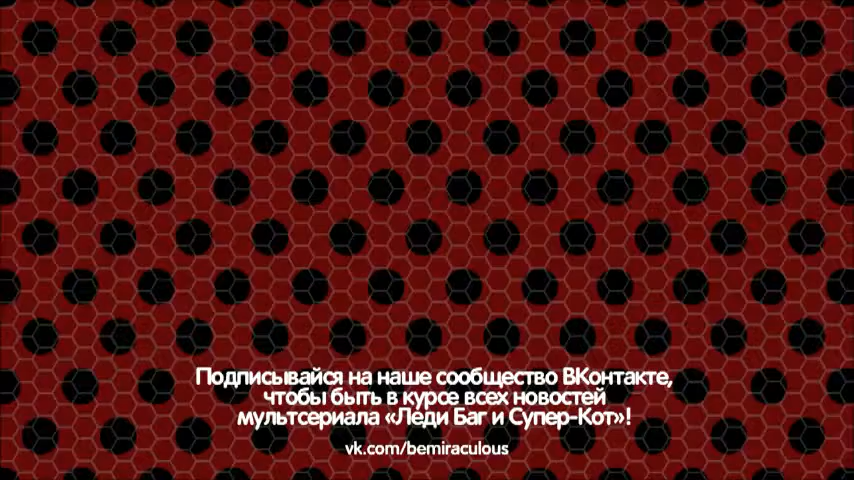 Подписывайся на наше сообщество ВКонтакте,
чтобы быть в курсе всех новостей
мультсериала «Леди Баг и Супер-Кот»!
vk.com/bemiraculous